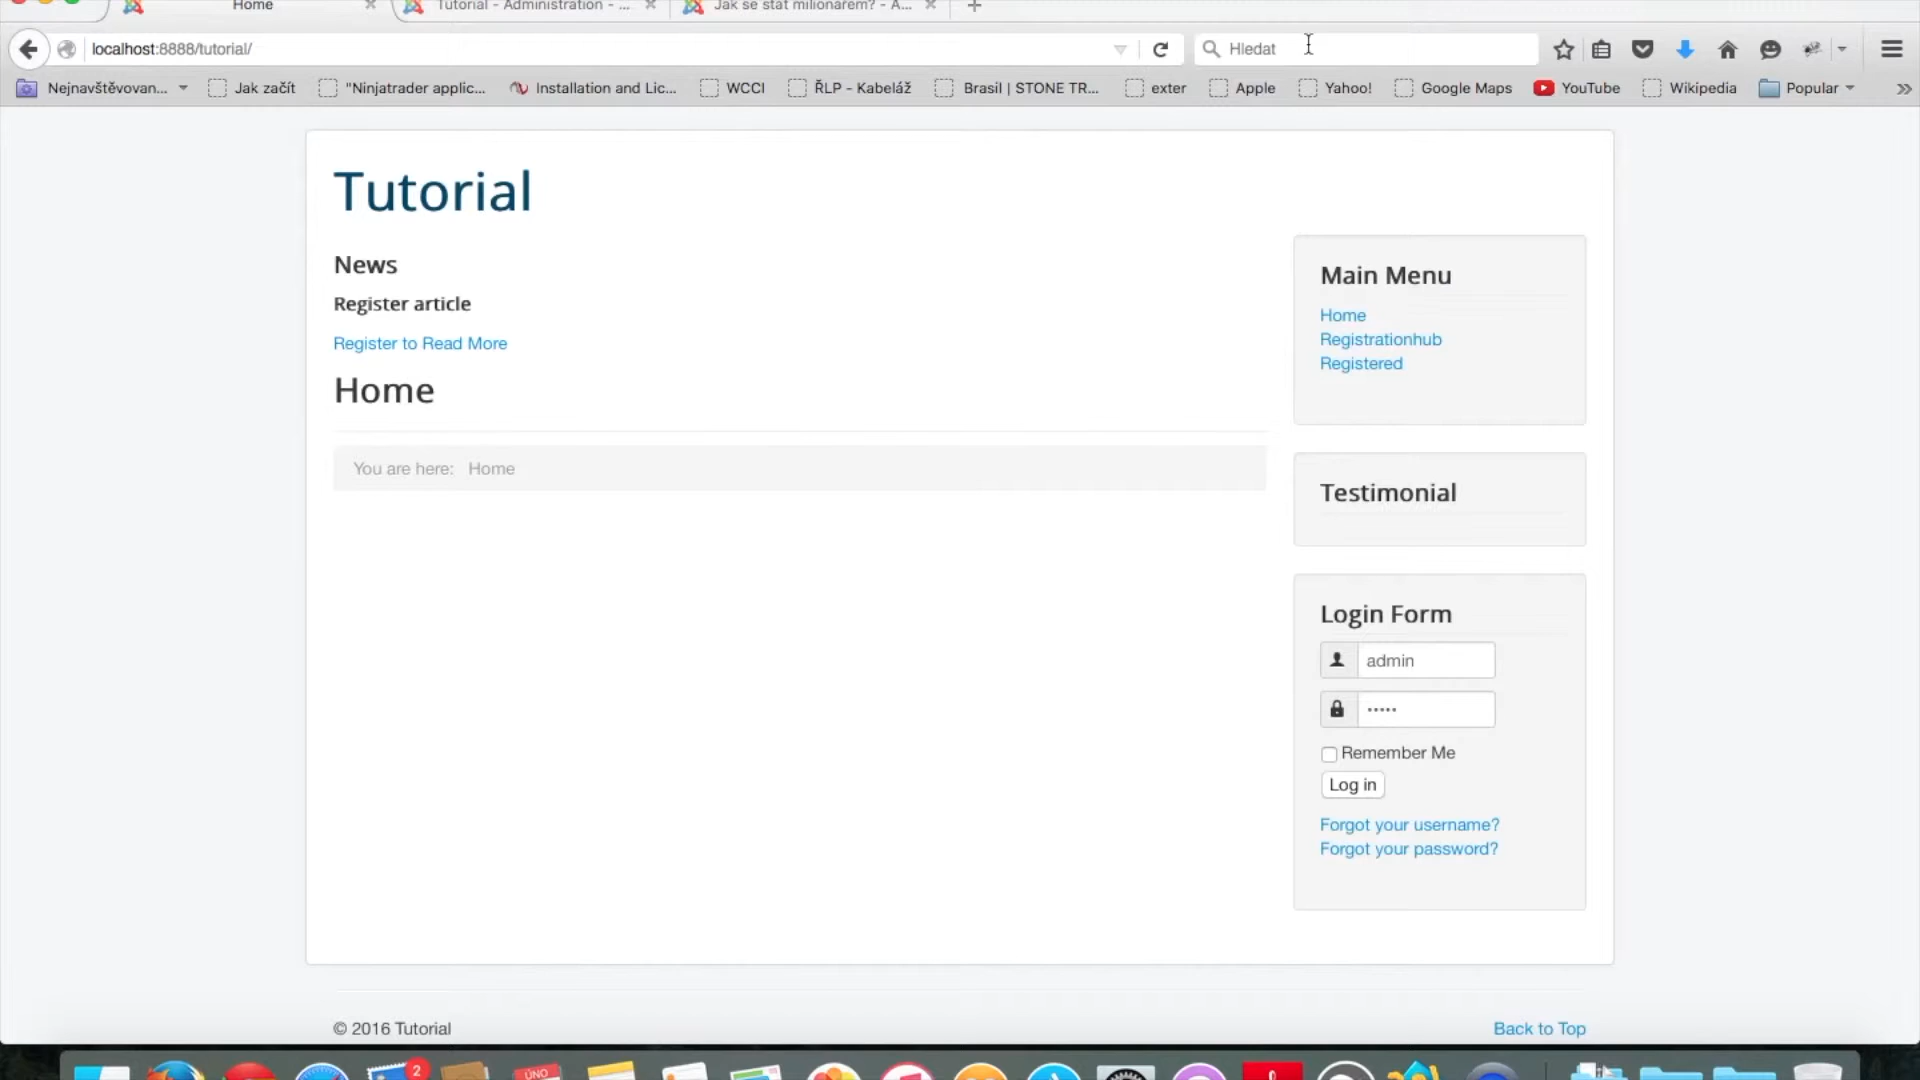 Home
Tutorial - Administration - ...
Jak se stát milionářem? - A...
localhost:8888/tutorial/
Hledat
Nejnavštěvovan...
Jak začít
"Ninjatrader applic...
Installation and Lic...
WCCI
ŘLP - Kabeláž
Brasil | STONE TR...
exter
Apple
Yahoo!
Google Maps
YouTube
Wikipedia
Popular
Tutorial
News
Register article
Register to Read More
Home
You are here: Home
Main Menu
Home
Registrationhub
Registered
Testimonial
Login Form
admin
•••••
Remember Me
Log in
Forgot your username?
Forgot your password?
© 2016 Tutorial
Back to Top
2
ÚNO